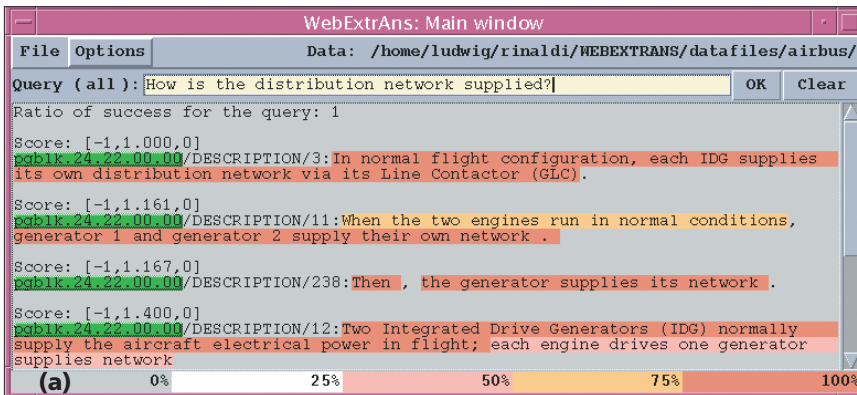 WebExtrAns: Main window
File Options Data: /home/ludwig/rinaldi/WEBEXTRANS/datafiles/airbus/
Query (all): How is the distribution network supplied? OK Clear
Ratio of success for the query: 1
Score: [-1,1.000,0]
pgblk.24.22.00.00/DESCRIPTION/3:In normal flight configuration, each IDG supplies
its own distribution network via its Line Contactor (GLC).
Score: [-1,1.161,0]
pgblk.24.22.00.00/DESCRIPTION/11:When the two engines run in normal conditions,
generator 1 and generator 2 supply their own network .
Score: [-1,1.167,0]
pgblk.24.22.00.00/DESCRIPTION/238:Then , the generator supplies its network .
Score: [-1,1.400,0]
pgblk.24.22.00.00/DESCRIPTION/12:Two Integrated Drive Generators (IDG) normally
supply the aircraft electrical power in flight; each engine drives one generator
supplies network
(a) 0% 25% 50% 75% 100%